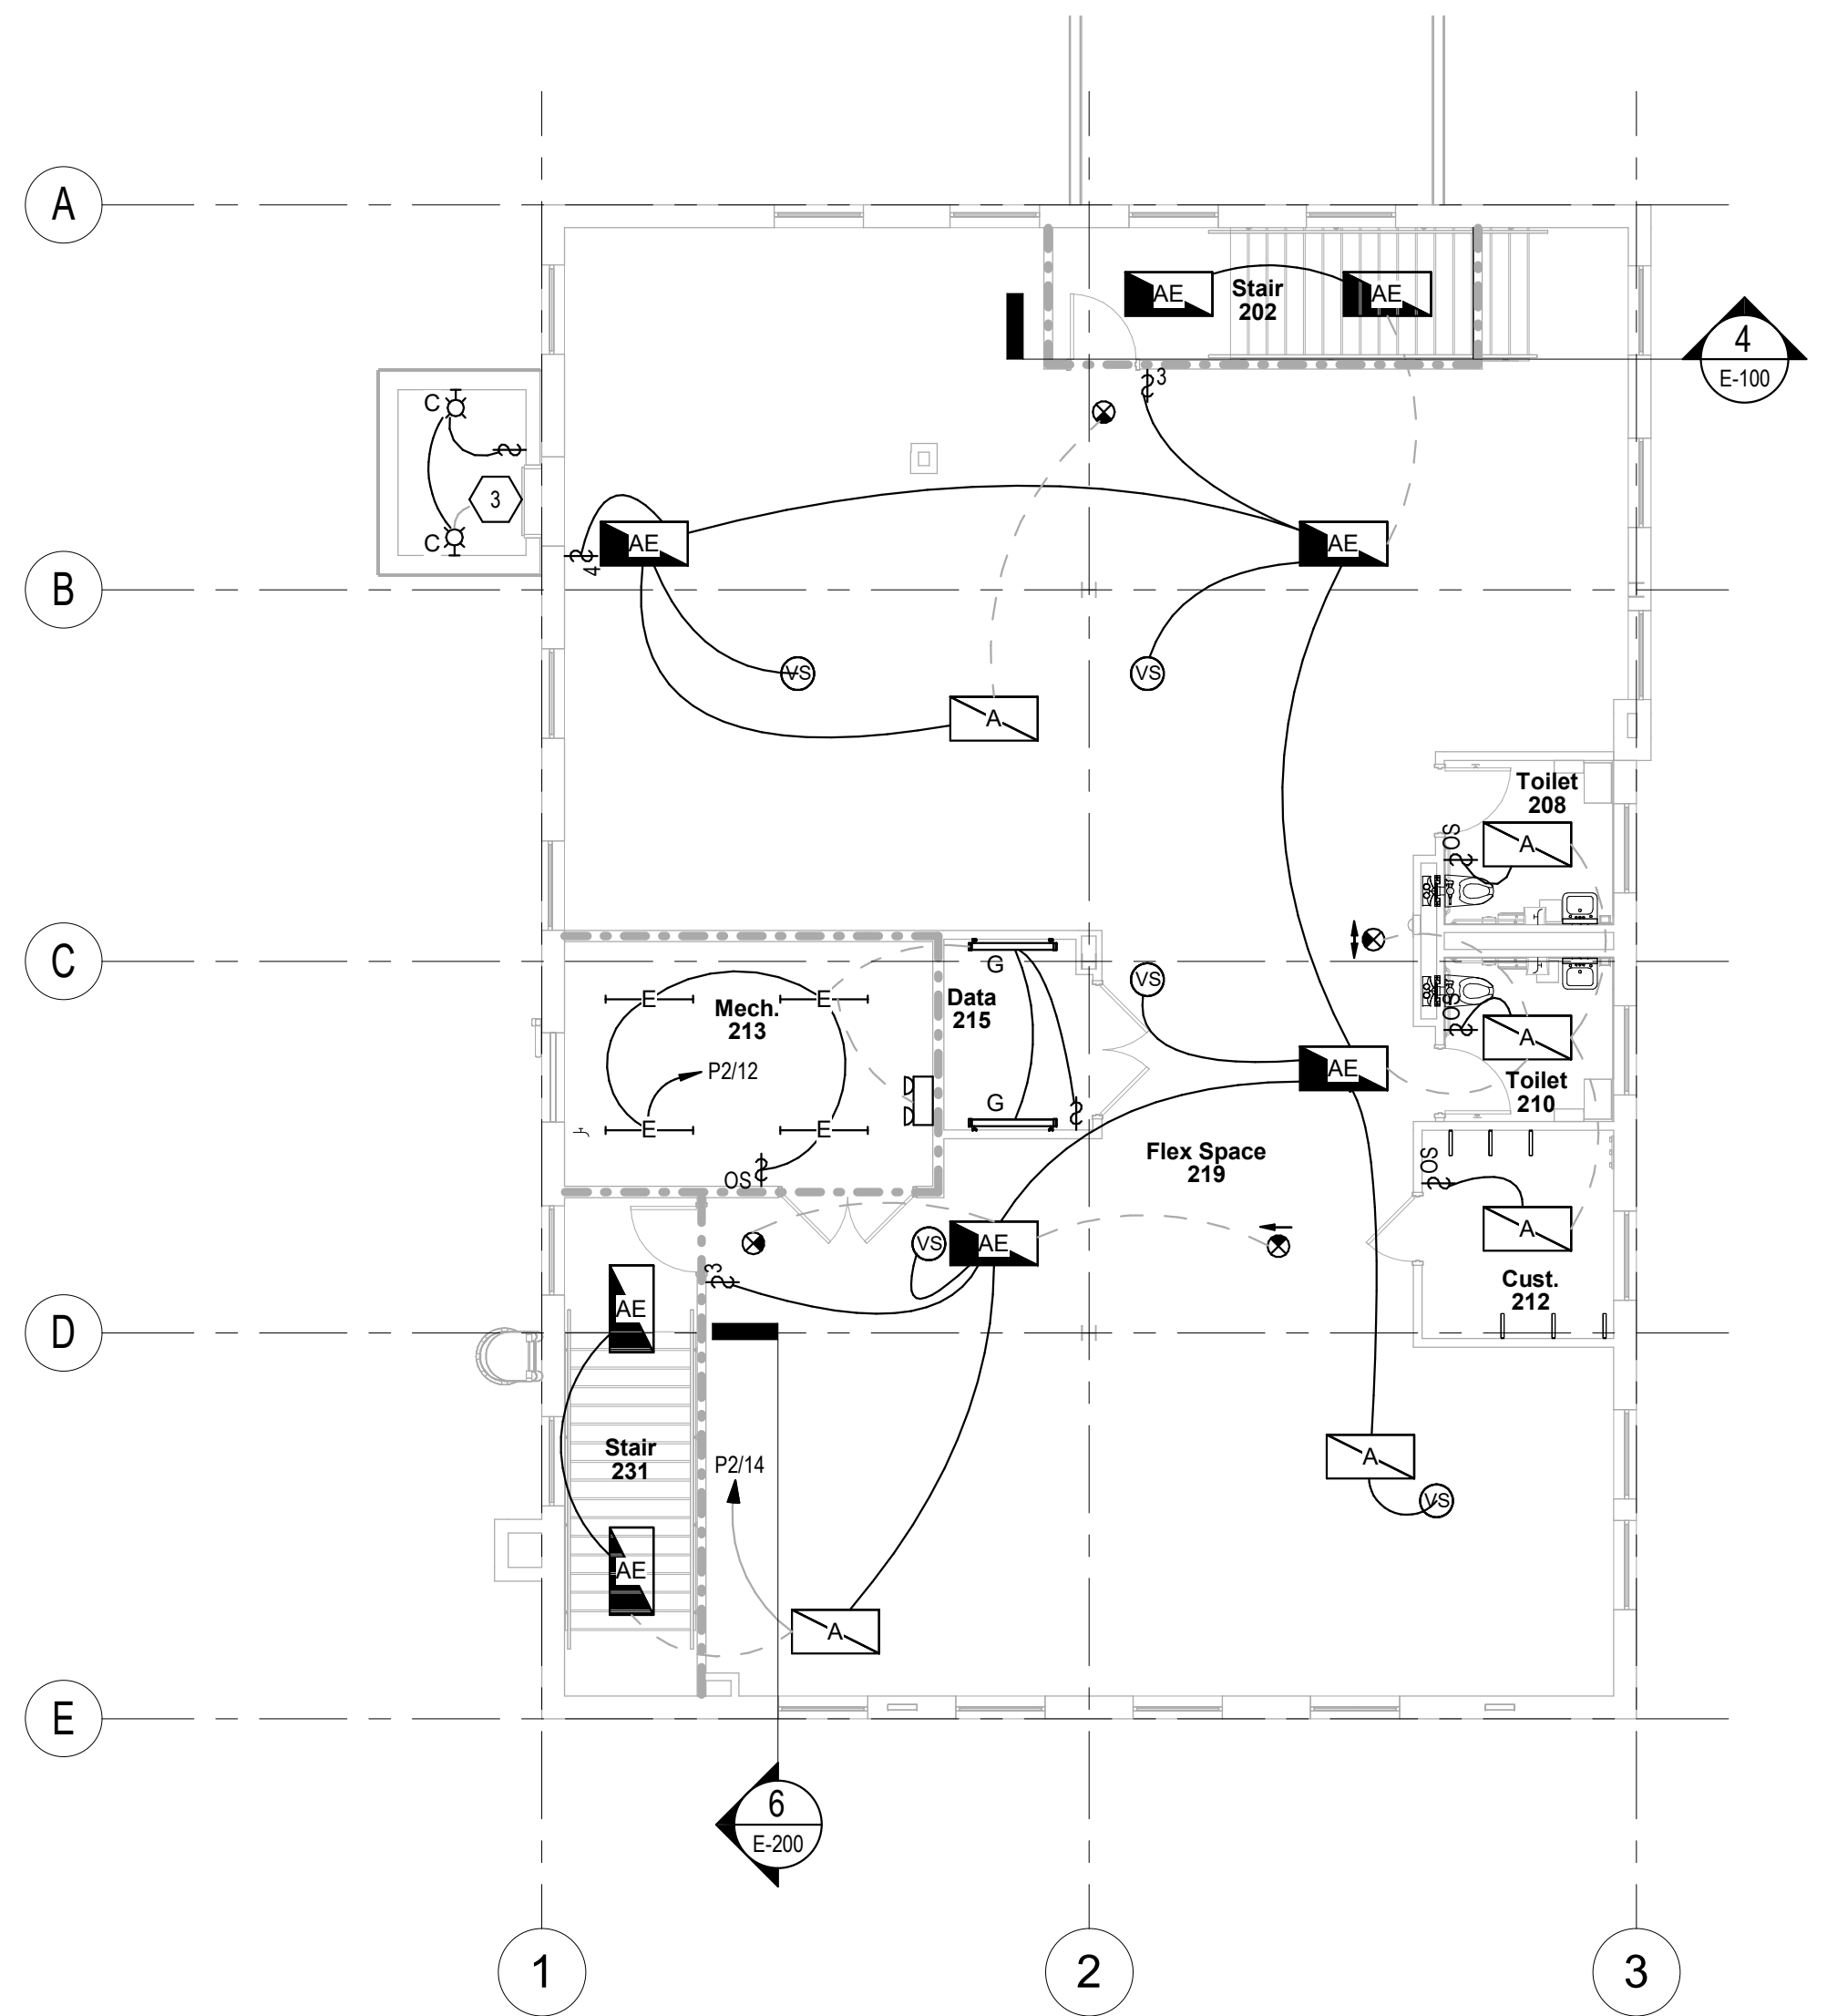 A
AE
Stair
202
AE
4
E-100
C
3
3
C
4
AE
AE
B
VS
VS
A
Toilet
208
OS
A
C
G
Mech.
213
E
E
Data
215
VS
OS
A
P2/12
AE
Toilet
210
G
E
E
OS
Flex Space
219
OS
A
VS
AE
3
Cust.
212
AE
D
Stair
231
P2/14
A
VS
AE
A
E
6
E-200
1
2
3